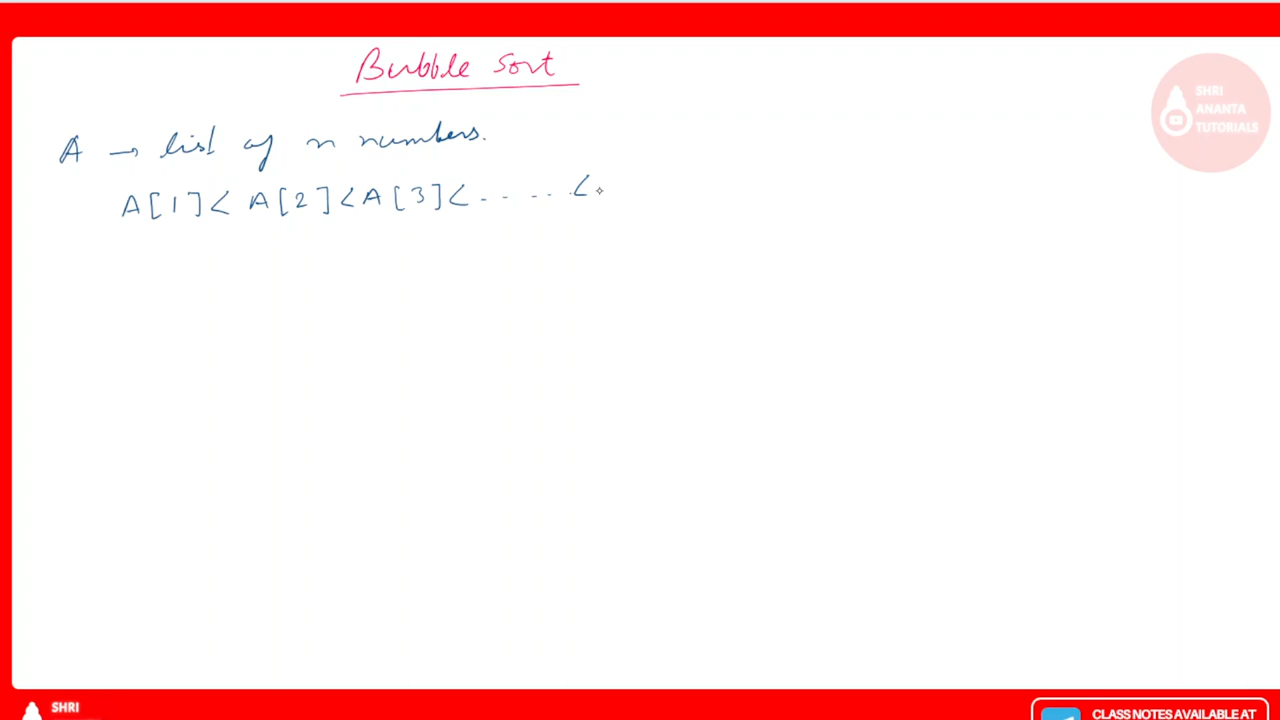 Bubble Sort
SHRI
ANANTA
TUTORIALS
A → list of n numbers.
A[1] < A[2] < A[3] < ..... <
SHRI
CLASS NOTES AVAILABLE AT